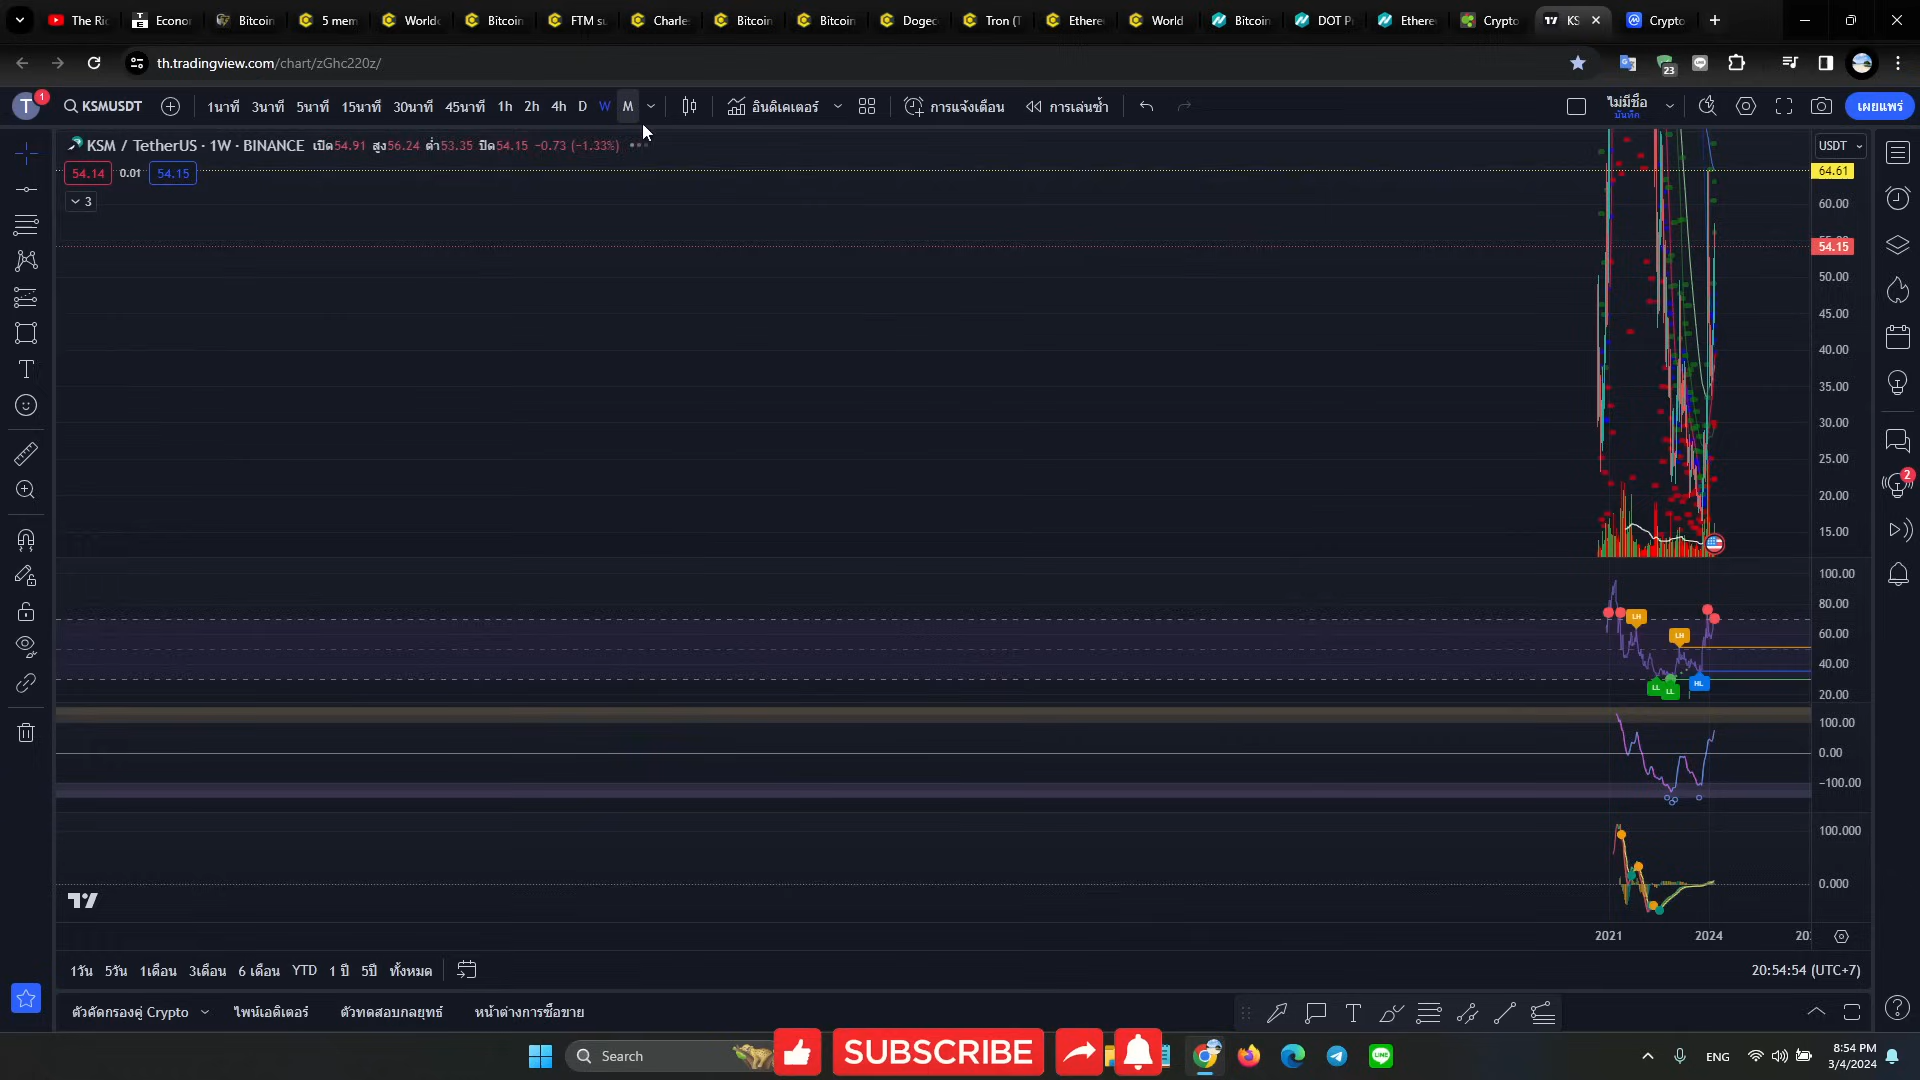 The Ric
Econo
Bitcoin
5 mem
World
Bitcoin
FTM su
Charle
Bitcoin
Bitcoin
Dogec
Tron (T
Ethere
World
Bitcoin
DOT P
Ethere
Crypto
KS
Crypto
th.tradingview.com/chart/zGhc220z/
23
T 1 KSMUSDT 1นาที 3นาที 5นาที 15นาที 30นาที 45นาที 1h 2h 4h D W M อินดิเคเตอร์ การแจ้งเตือน การเล่นซ้ำ ไม่มีชื่อ เผยแพร่
บันทึก
KSM / TetherUS · 1W · BINANCE เปิด54.91 สูง56.24 ต่ำ53.35 ปิด54.15 −0.73 (−1.33%)
USDT
54.14 0.01 54.15
64.61
3
60.00
54.15
50.00
45.00
40.00
35.00
30.00
25.00
20.00
15.00
100.00
80.00
60.00
40.00
20.00
LH
LH
LL
LL
HL
100.00
0.00
−100.00
100.000
0.000
2
2021 2024 20
1วัน 5วัน 1เดือน 3เดือน 6 เดือน YTD 1 ปี 5ปี ทั้งหมด
20:54:54 (UTC+7)
ตัวคัดกรองคู่ Crypto ไพน์เอดิเตอร์ ตัวทดสอบกลยุทธ์ หน้าต่างการซื้อขาย
Search
SUBSCRIBE
ENG
8:54 PM
3/4/2024